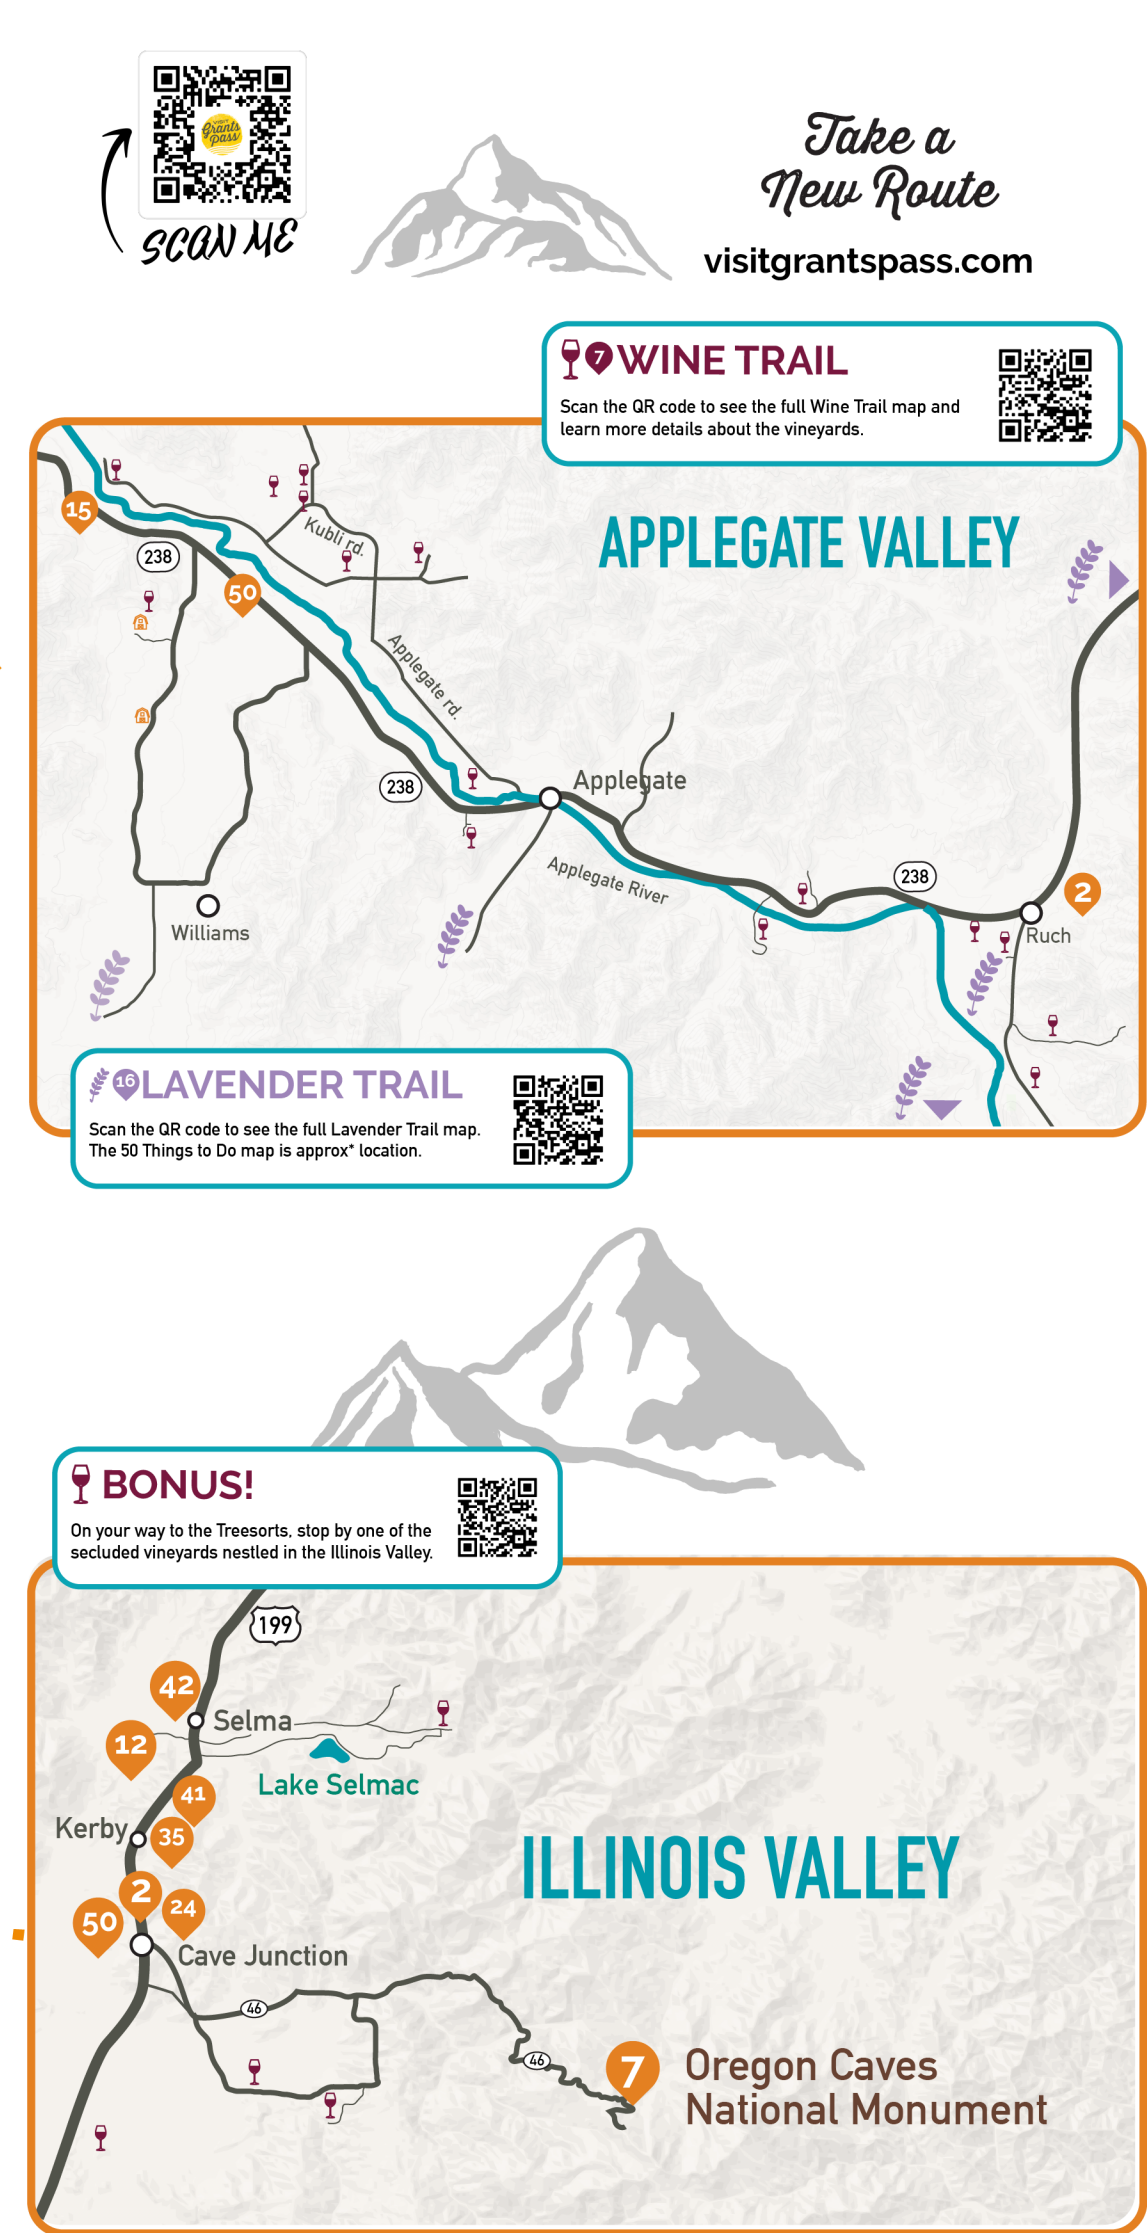 VISIT
Grants
Pass
SCAN ME
Take a
New Route
visitgrantspass.com
7 WINE TRAIL
Scan the QR code to see the full Wine Trail map and
learn more details about the vineyards.
APPLEGATE VALLEY
15
238
Kubli rd.
50
Applegate rd.
238
Applegate
Applegate River
238
2
Ruch
Williams
16 LAVENDER TRAIL
Scan the QR code to see the full Lavender Trail map.
The 50 Things to Do map is approx* location.
BONUS!
On your way to the Treesorts, stop by one of the
secluded vineyards nestled in the Illinois Valley.
199
42
Selma
12
Lake Selmac
41
Kerby
35
ILLINOIS VALLEY
2
24
50
Cave Junction
46
46
7
Oregon Caves
National Monument